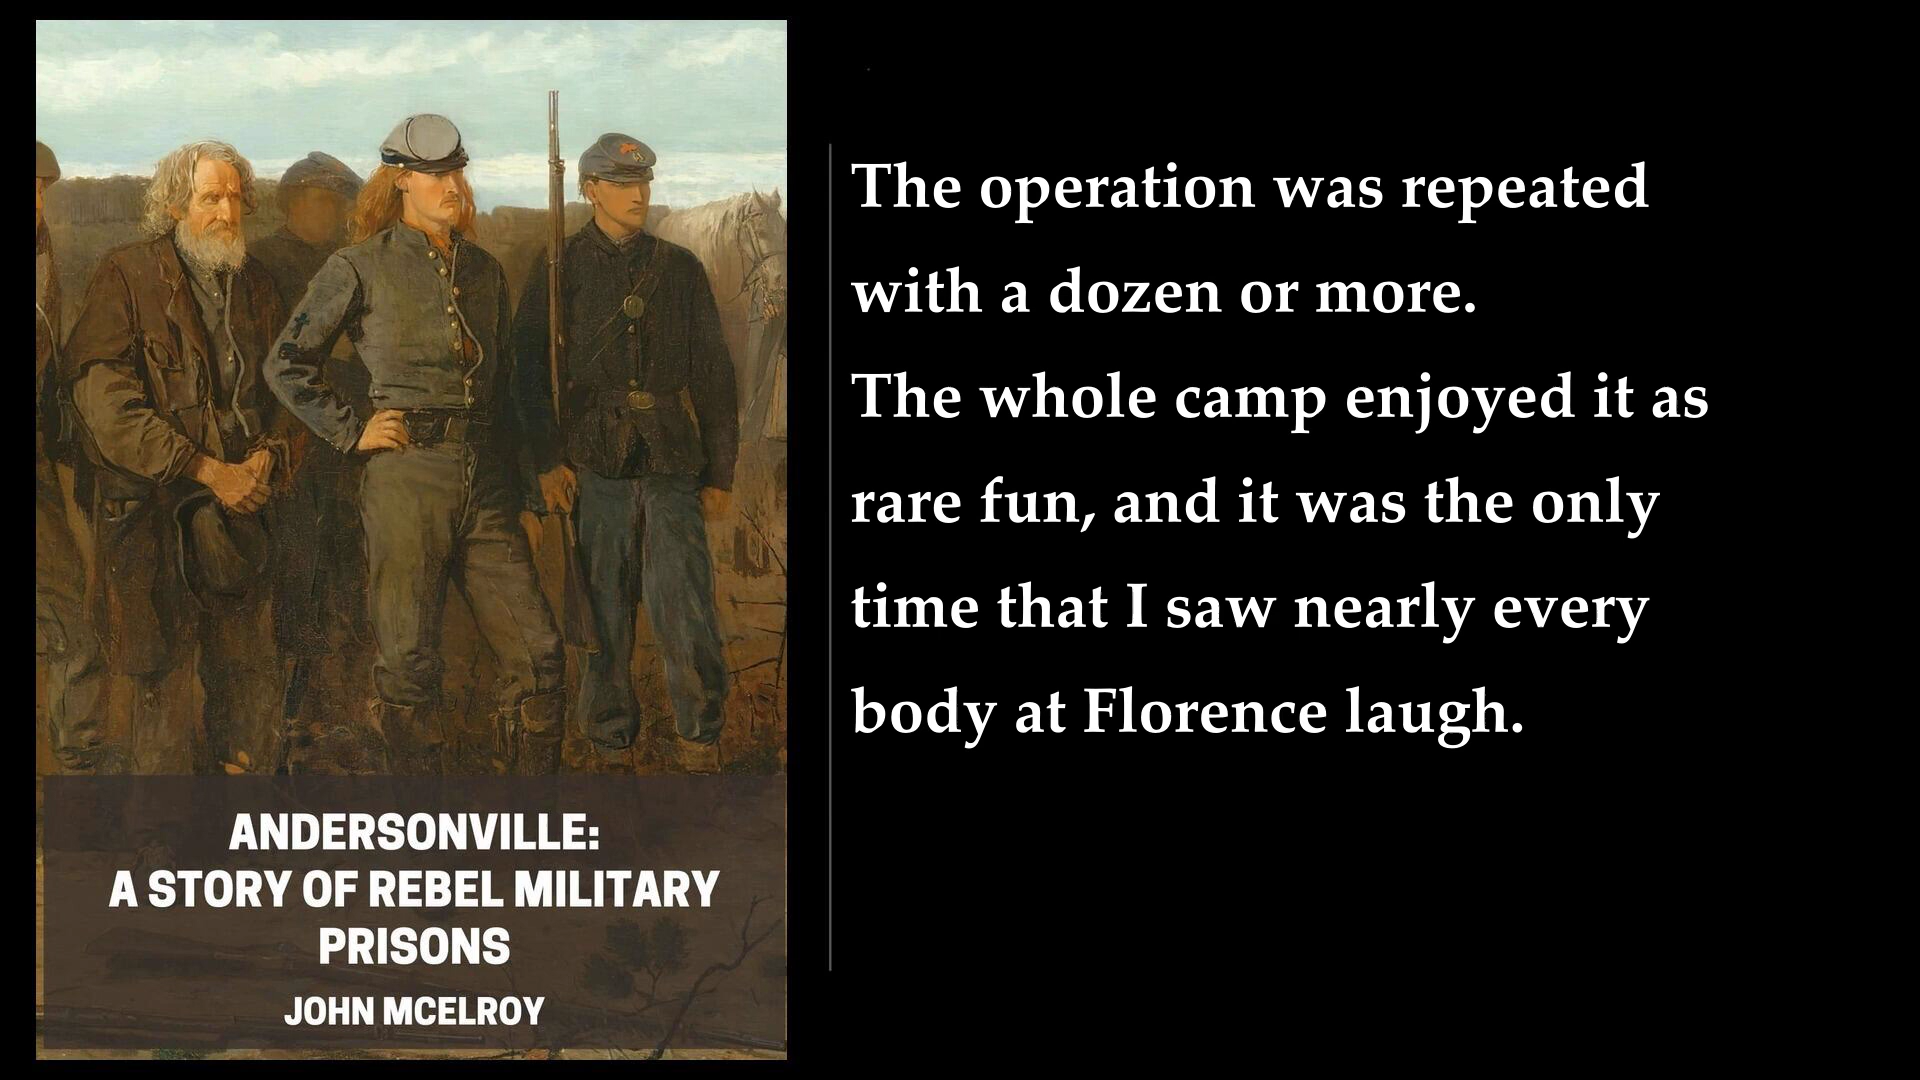 ANDERSONVILLE:
A STORY OF REBEL MILITARY
PRISONS
JOHN MCELROY
The operation was repeated
with a dozen or more.
The whole camp enjoyed it as
rare fun, and it was the only
time that I saw nearly every
body at Florence laugh.